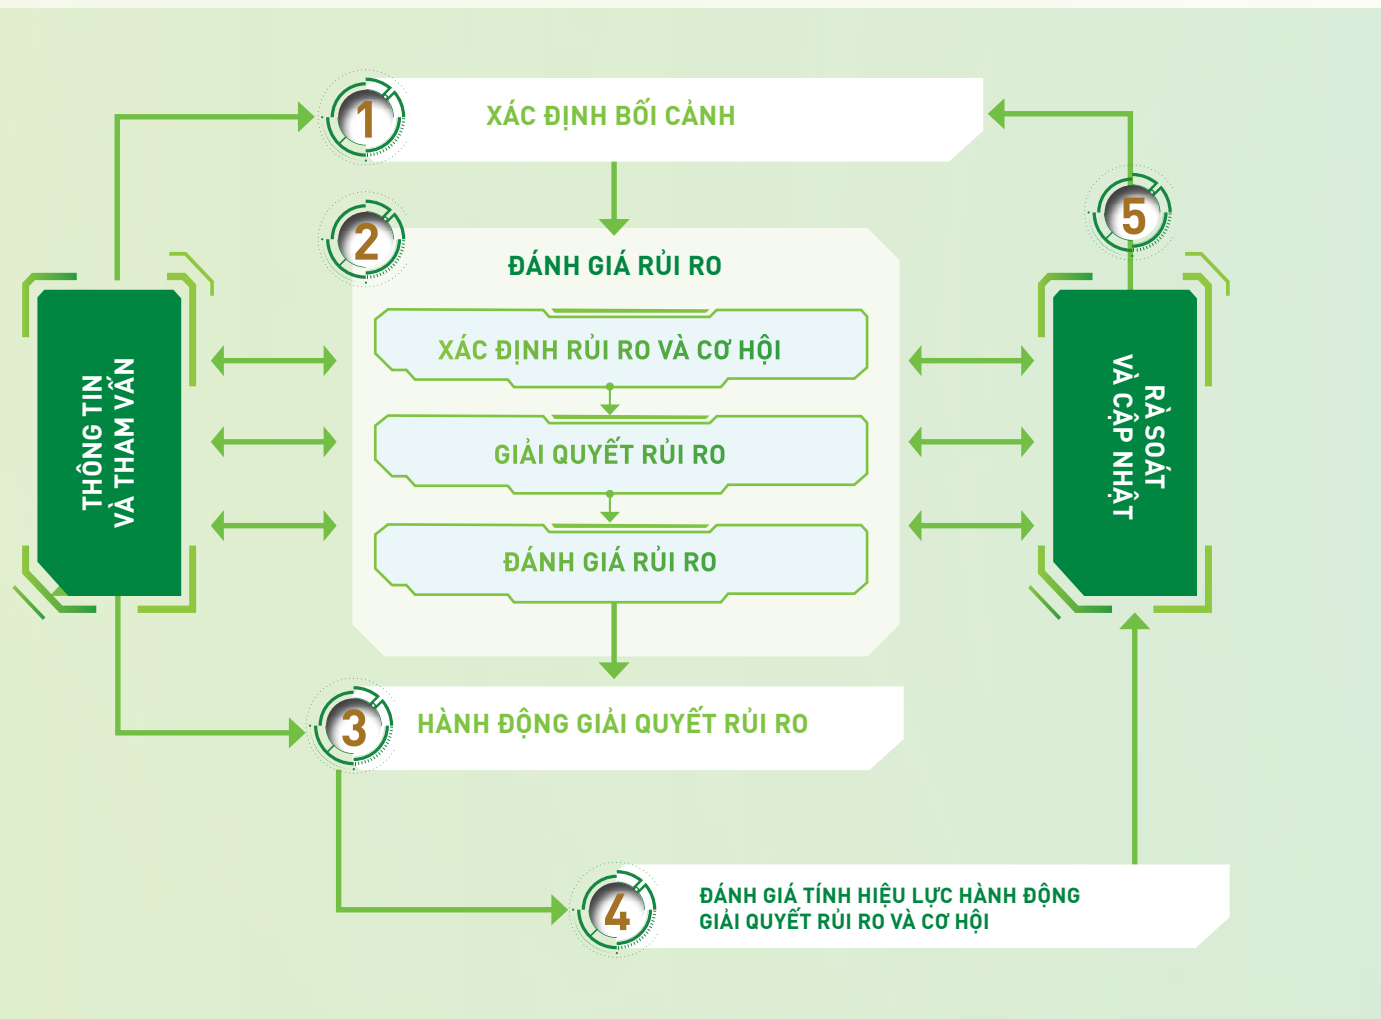 1
XÁC ĐỊNH BỐI CẢNH
2
ĐÁNH GIÁ RỦI RO
XÁC ĐỊNH RỦI RO VÀ CƠ HỘI
GIẢI QUYẾT RỦI RO
ĐÁNH GIÁ RỦI RO
THÔNG TIN
VÀ THAM VẤN
5
RÀ SOÁT
VÀ CẬP NHẬT
3
HÀNH ĐỘNG GIẢI QUYẾT RỦI RO
4
ĐÁNH GIÁ TÍNH HIỆU LỰC HÀNH ĐỘNG
GIẢI QUYẾT RỦI RO VÀ CƠ HỘI